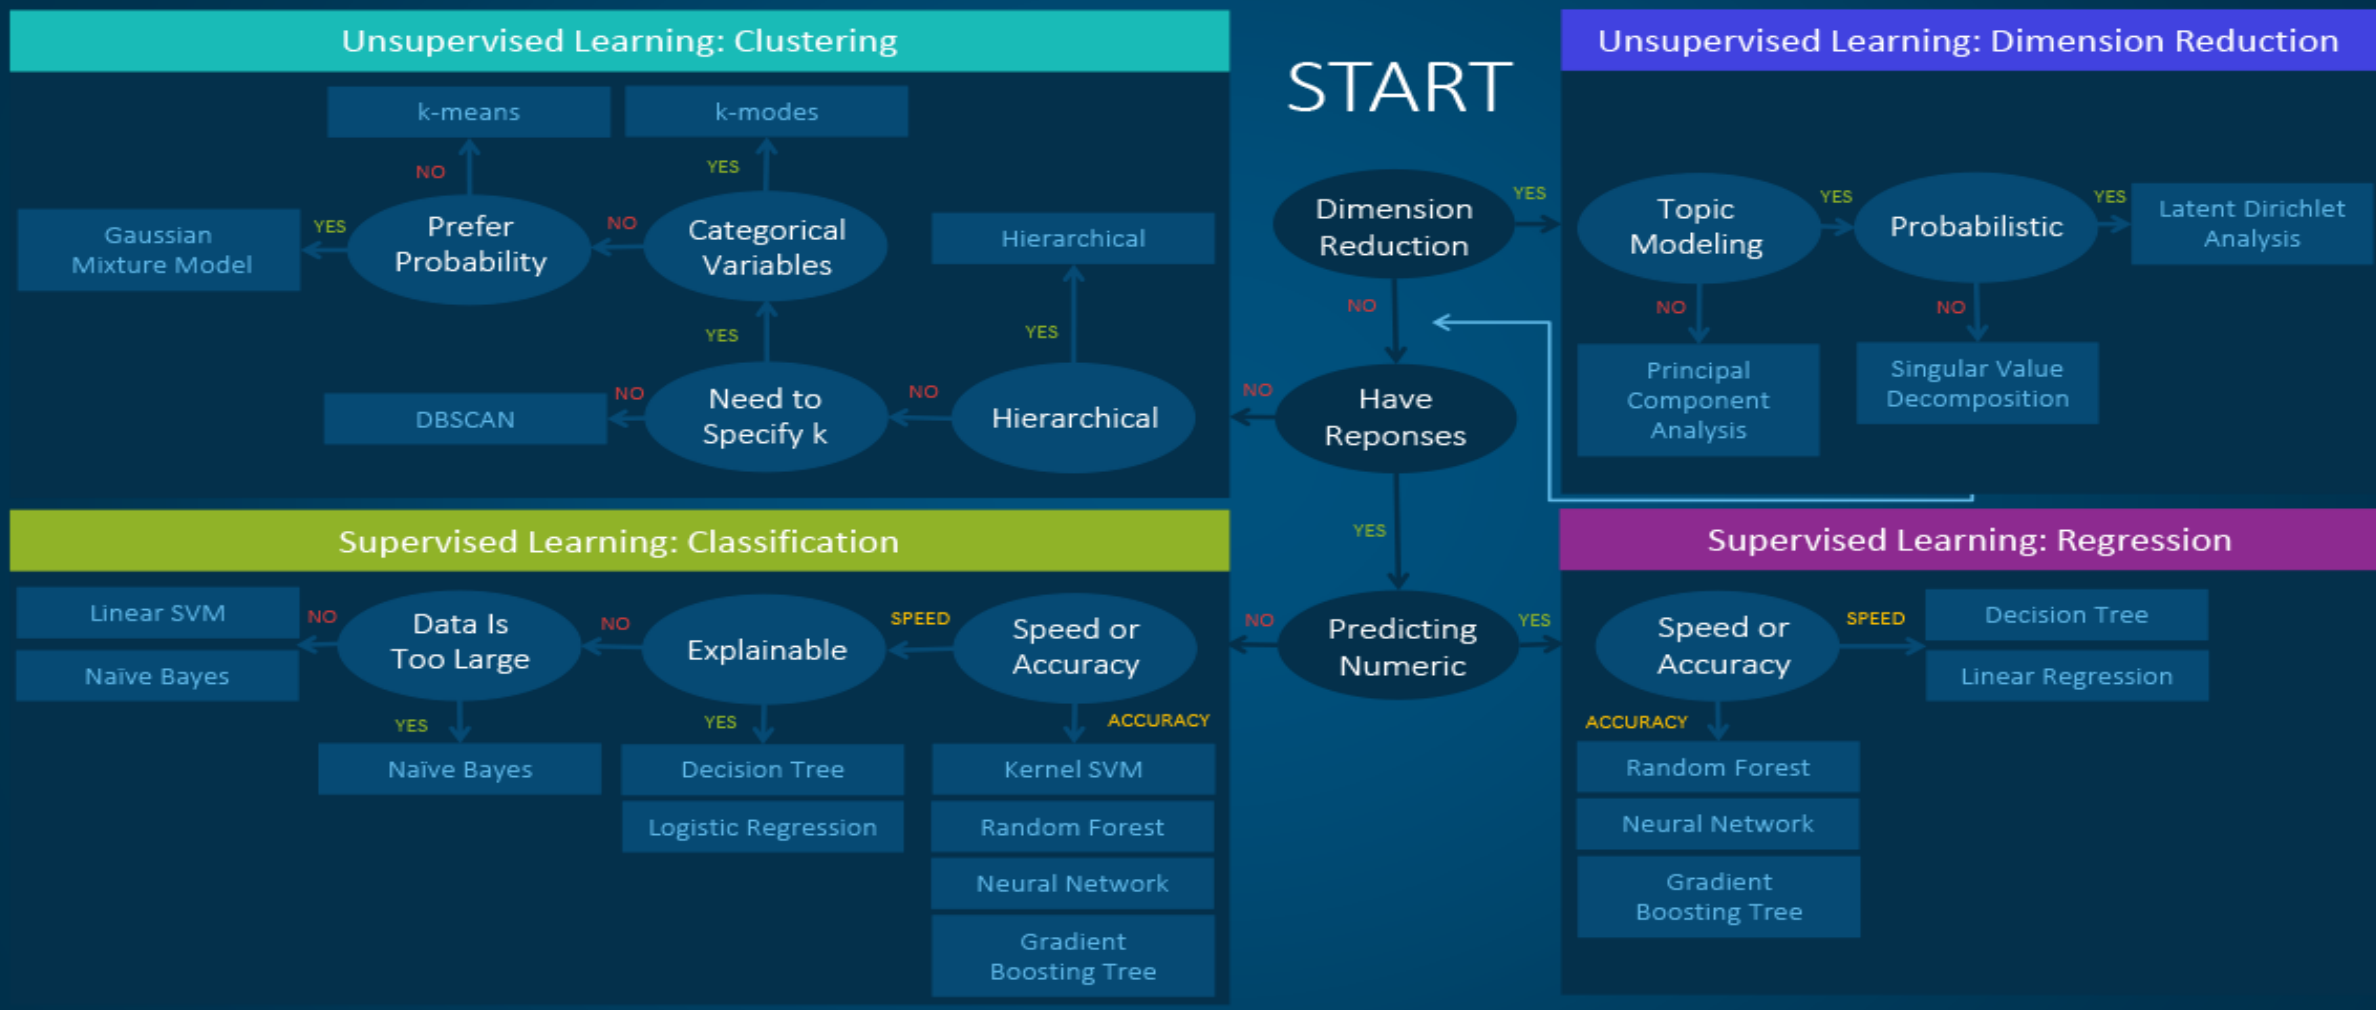 Unsupervised Learning: Clustering
k-means
k-modes
NO
YES
Gaussian
Mixture Model
YES
Prefer
Probability
NO
Categorical
Variables
Hierarchical
YES
YES
DBSCAN
NO
Need to
Specify k
NO
Hierarchical
START
Dimension
Reduction
YES
NO
NO
Have
Reponses
YES
NO
Predicting
Numeric
YES
Unsupervised Learning: Dimension Reduction
Topic
Modeling
YES
Probabilistic
YES
Latent Dirichlet
Analysis
NO
NO
Principal
Component
Analysis
Singular Value
Decomposition
Supervised Learning: Classification
Linear SVM
Naïve Bayes
NO
Data Is
Too Large
NO
Explainable
SPEED
Speed or
Accuracy
YES
YES
ACCURACY
Naïve Bayes
Decision Tree
Logistic Regression
Kernel SVM
Random Forest
Neural Network
Gradient
Boosting Tree
Supervised Learning: Regression
Speed or
Accuracy
SPEED
Decision Tree
Linear Regression
ACCURACY
Random Forest
Neural Network
Gradient
Boosting Tree